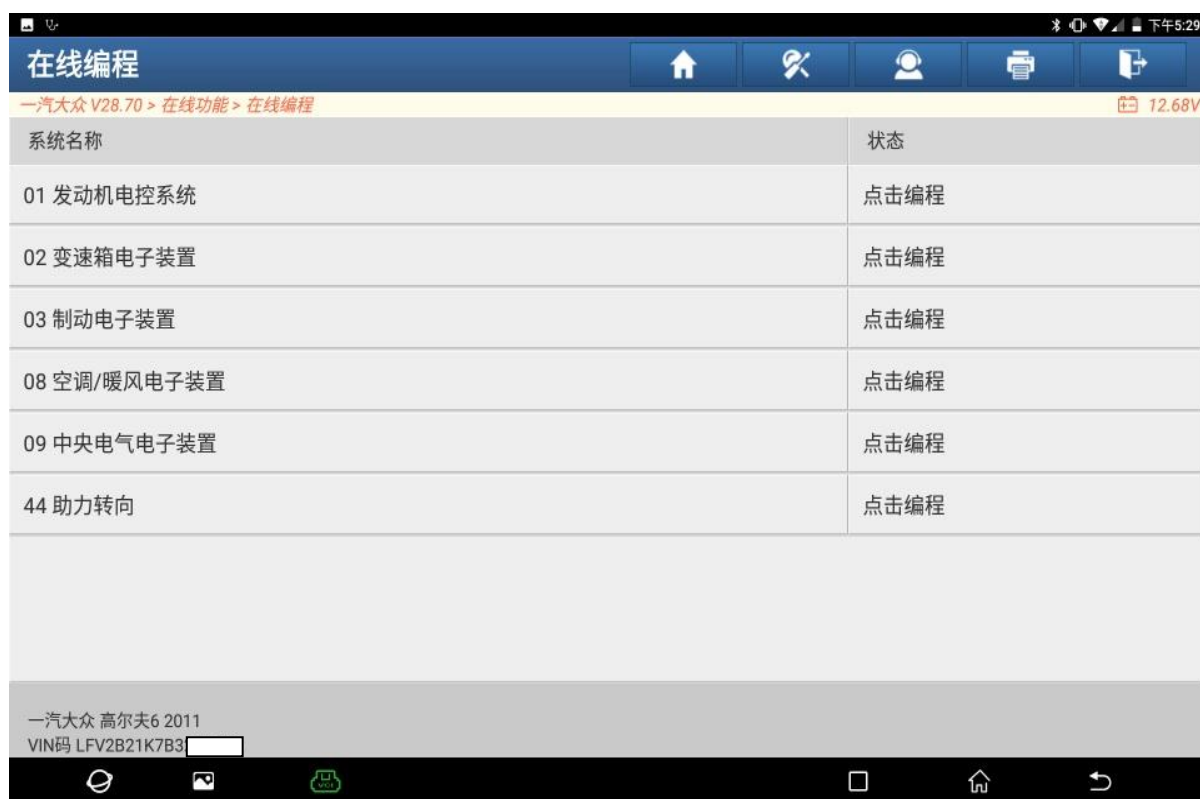 下午5:29
在线编程
一汽大众 V28.70 > 在线功能 > 在线编程 12.68V
系统名称 状态
01 发动机电控系统 点击编程
02 变速箱电子装置 点击编程
03 制动电子装置 点击编程
08 空调/暖风电子装置 点击编程
09 中央电气电子装置 点击编程
44 助力转向 点击编程
一汽大众 高尔夫6 2011
VIN码 LFV2B21K7B3
VCI